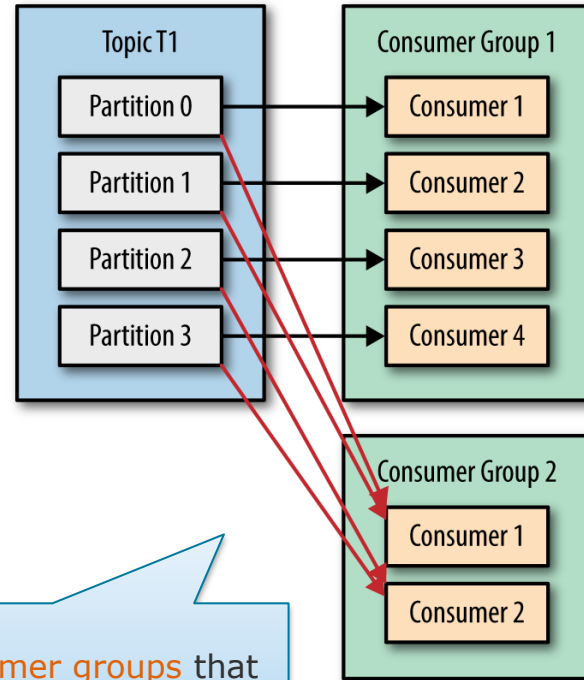 Topic T1
Partition 0
Partition 1
Partition 2
Partition 3
Consumer Group 1
Consumer 1
Consumer 2
Consumer 3
Consumer 4
Consumer Group 2
Consumer 1
Consumer 2
groups that